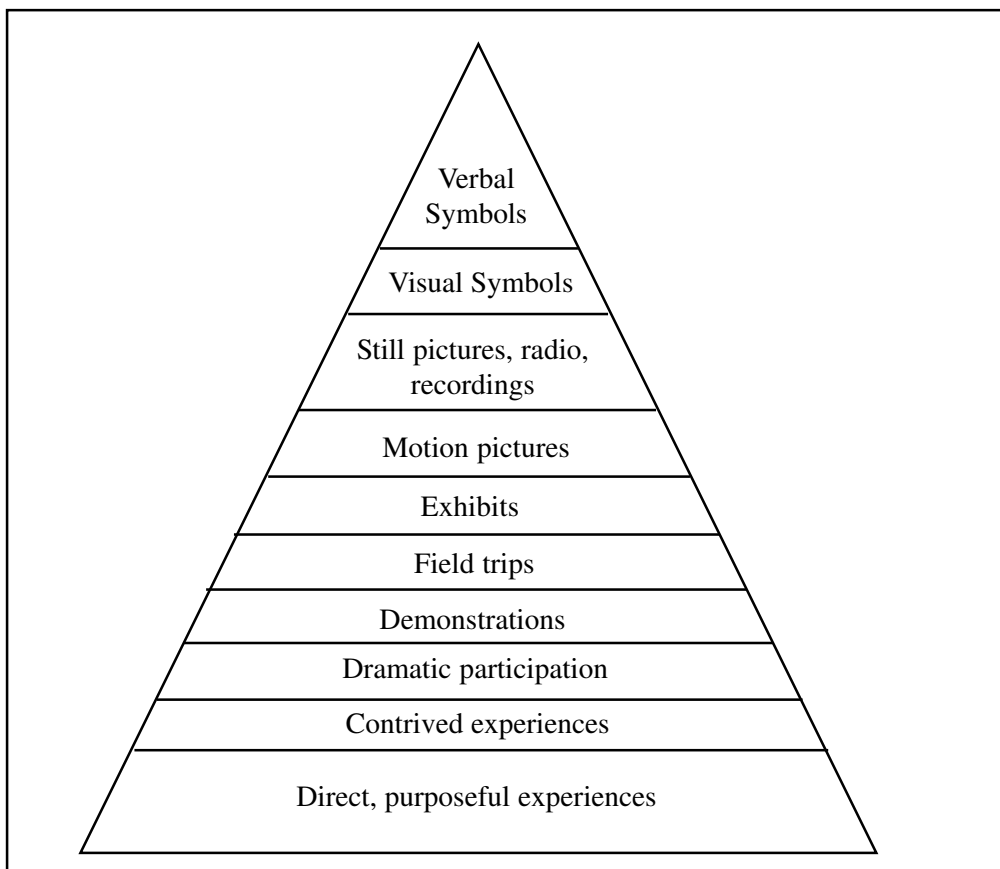 Verbal
Symbols
Visual Symbols
Still pictures, radio,
recordings
Motion pictures
Exhibits
Field trips
Demonstrations
Dramatic participation
Contrived experiences
Direct, purposeful experiences